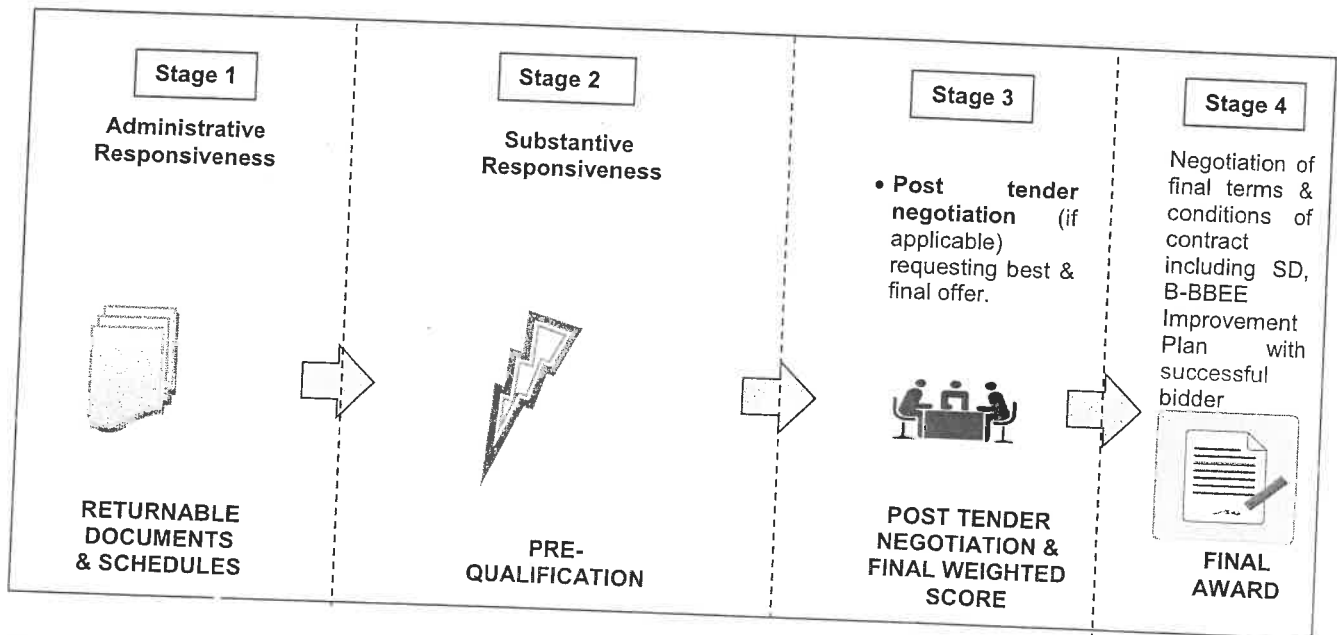 Stage 1
Administrative
Responsiveness
RETURNABLE
DOCUMENTS
& SCHEDULES
Stage 2
Substantive
Responsiveness
PRE-
QUALIFICATION
Stage 3
• Post tender
negotiation (if
applicable)
requesting best &
final offer.
POST TENDER
NEGOTIATION &
FINAL WEIGHTED
SCORE
Stage 4
Negotiation of
final terms &
conditions of
contract
including SD,
B-BBEE
Improvement
Plan with
successful
bidder
FINAL
AWARD